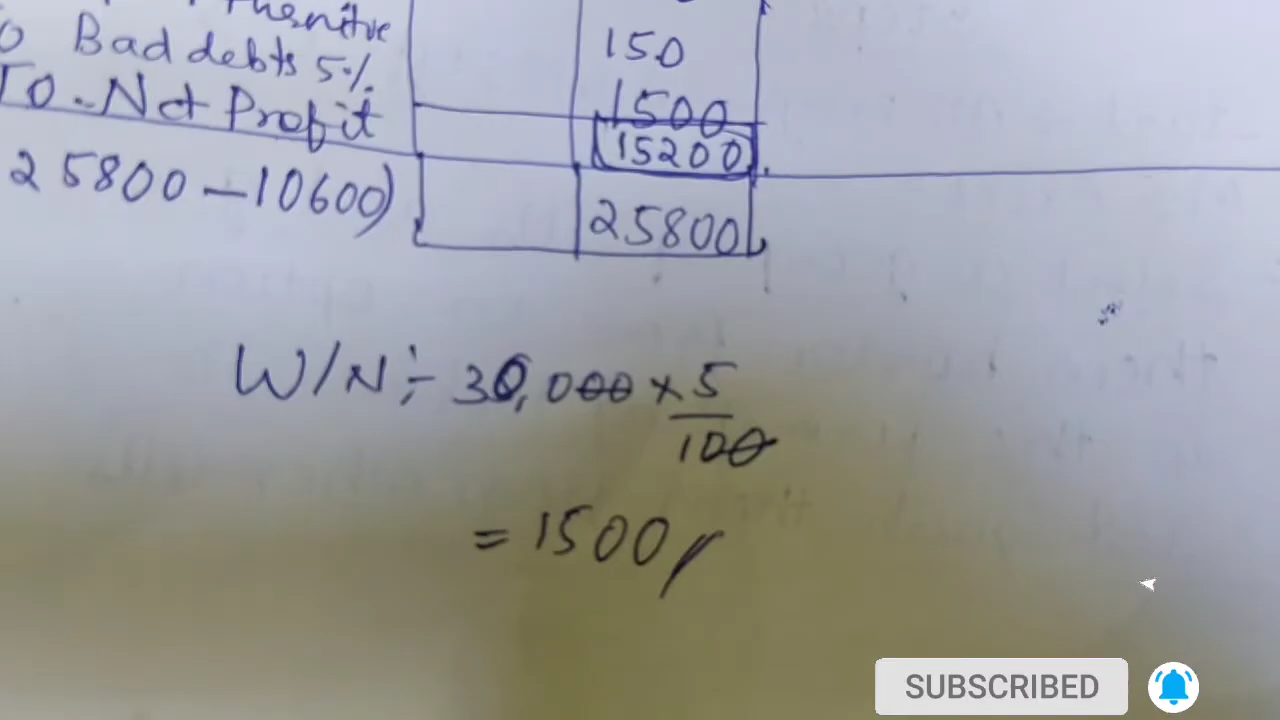 150
Bad debts 5%
1500
To. Net Profit
15200
25800 - 10600)
25800
W/N:- 30,000 x 5
100
= 1500/
SUBSCRIBED